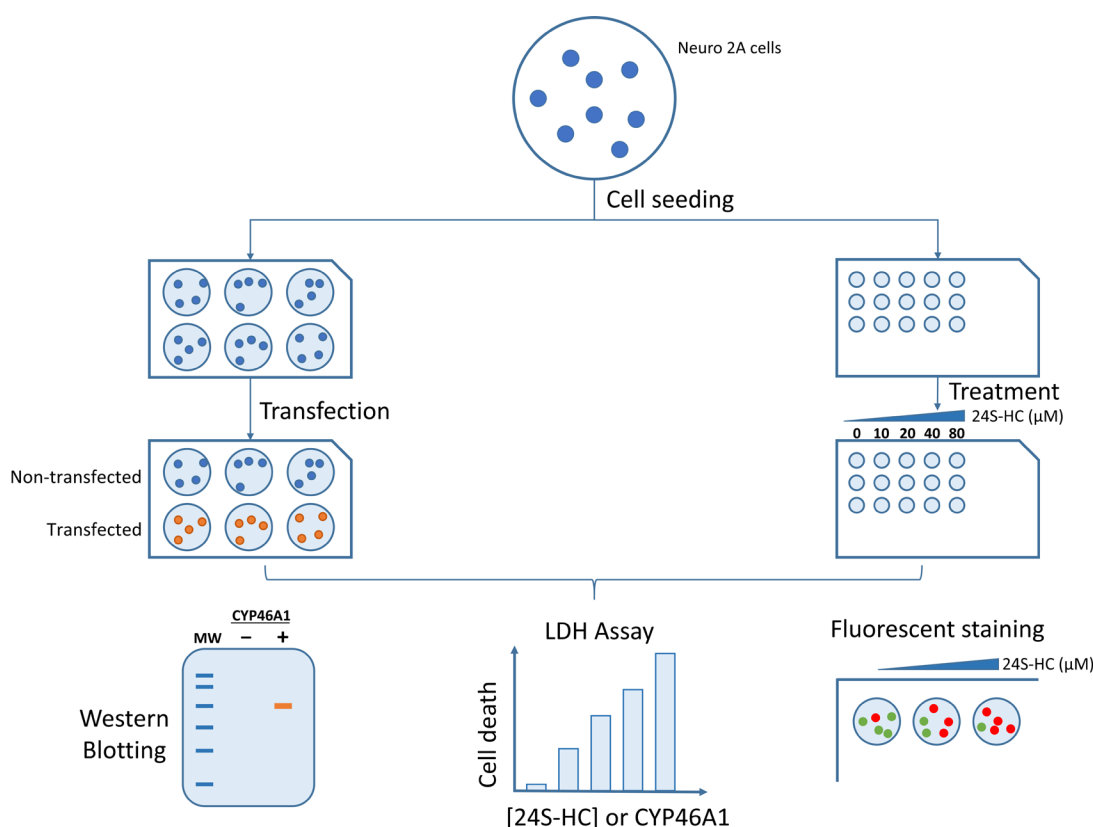 Neuro 2A cells
Cell seeding
Transfection
Treatment
24S-HC (µM)
0 10 20 40 80
Non-transfected
Transfected
CYP46A1
MW – +
Western
Blotting
LDH Assay
Cell death
[24S-HC] or CYP46A1
Fluorescent staining
24S-HC (µM)